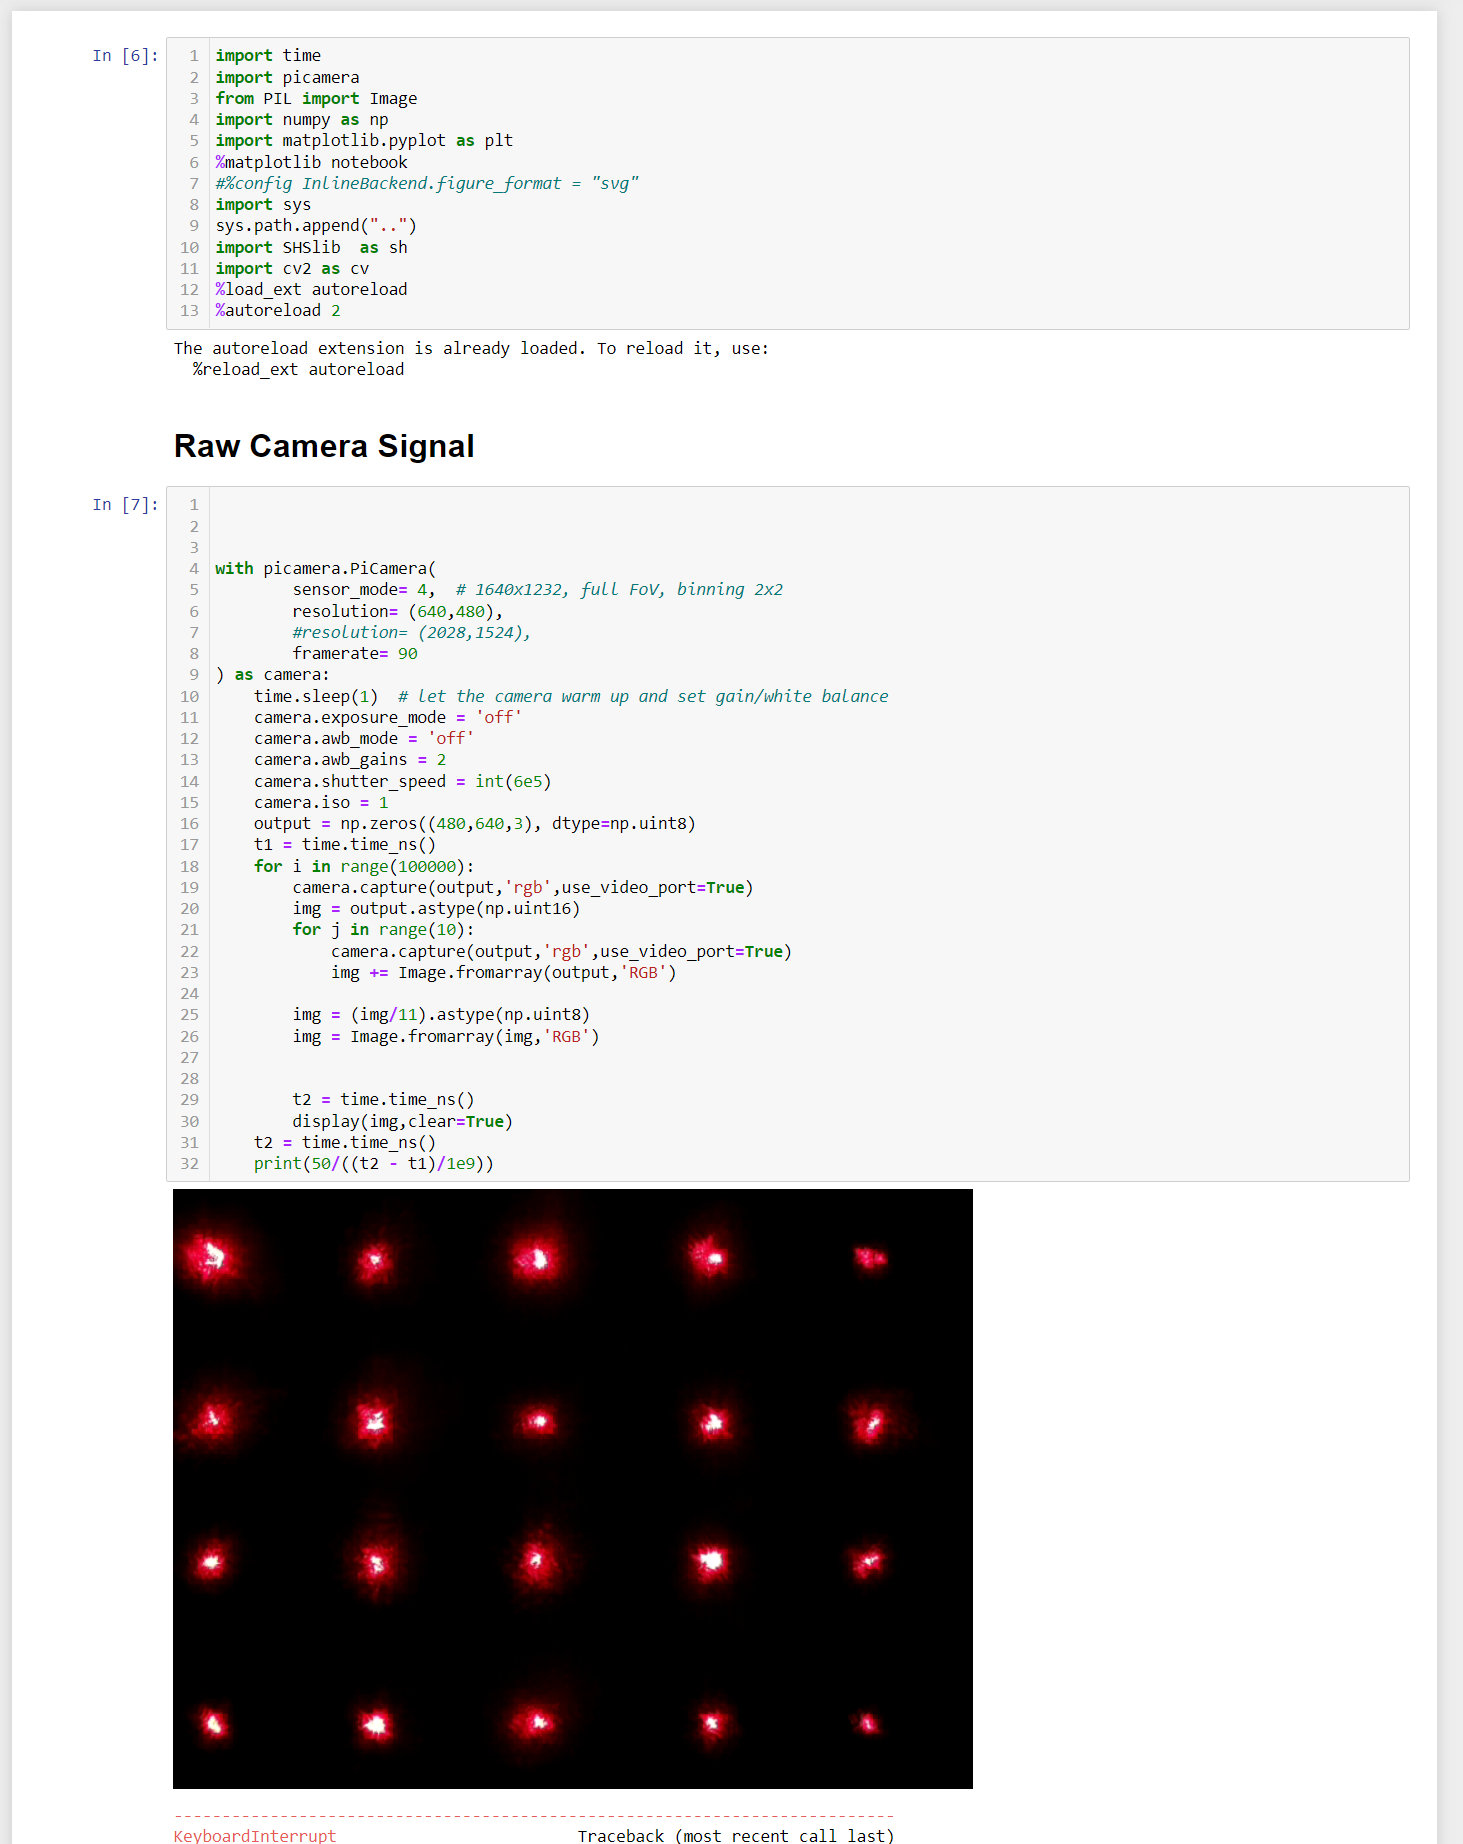 In [6]:
1 import time
2 import picamera
3 from PIL import Image
4 import numpy as np
5 import matplotlib.pyplot as plt
6 %matplotlib notebook
7 #%config InlineBackend.figure_format = "svg"
8 import sys
9 sys.path.append("..")
10 import SHSlib  as sh
11 import cv2 as cv
12 %load_ext autoreload
13 %autoreload 2
The autoreload extension is already loaded. To reload it, use:
  %reload_ext autoreload
Raw Camera Signal
In [7]:
1
2
3
4 with picamera.PiCamera(
5         sensor_mode= 4,  # 1640x1232, full FoV, binning 2x2
6         resolution= (640,480),
7         #resolution= (2028,1524),
8         framerate= 90
9 ) as camera:
10     time.sleep(1)  # let the camera warm up and set gain/white balance
11     camera.exposure_mode = 'off'
12     camera.awb_mode = 'off'
13     camera.awb_gains = 2
14     camera.shutter_speed = int(6e5)
15     camera.iso = 1
16     output = np.zeros((480,640,3), dtype=np.uint8)
17     t1 = time.time_ns()
18     for i in range(100000):
19         camera.capture(output,'rgb',use_video_port=True)
20         img = output.astype(np.uint16)
21         for j in range(10):
22             camera.capture(output,'rgb',use_video_port=True)
23             img += Image.fromarray(output,'RGB')
24
25         img = (img/11).astype(np.uint8)
26         img = Image.fromarray(img,'RGB')
27
28
29         t2 = time.time_ns()
30         display(img,clear=True)
31     t2 = time.time_ns()
32     print(50/((t2 - t1)/1e9))
---------------------------------------------------------------------------
KeyboardInterrupt                         Traceback (most recent call last)